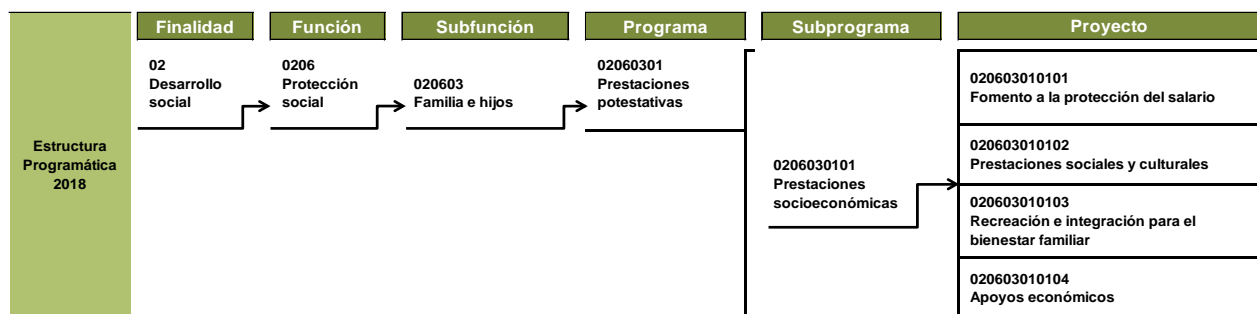 Finalidad
Función
Subfunción
Programa
Subprograma
Proyecto
Estructura
Programática
2018
02
Desarrollo
social
0206
Protección
social
020603
Familia e hijos
02060301
Prestaciones
potestativas
0206030101
Prestaciones
socioeconómicas
020603010101
Fomento a la protección del salario
020603010102
Prestaciones sociales y culturales
020603010103
Recreación e integración para el
bienestar familiar
020603010104
Apoyos económicos